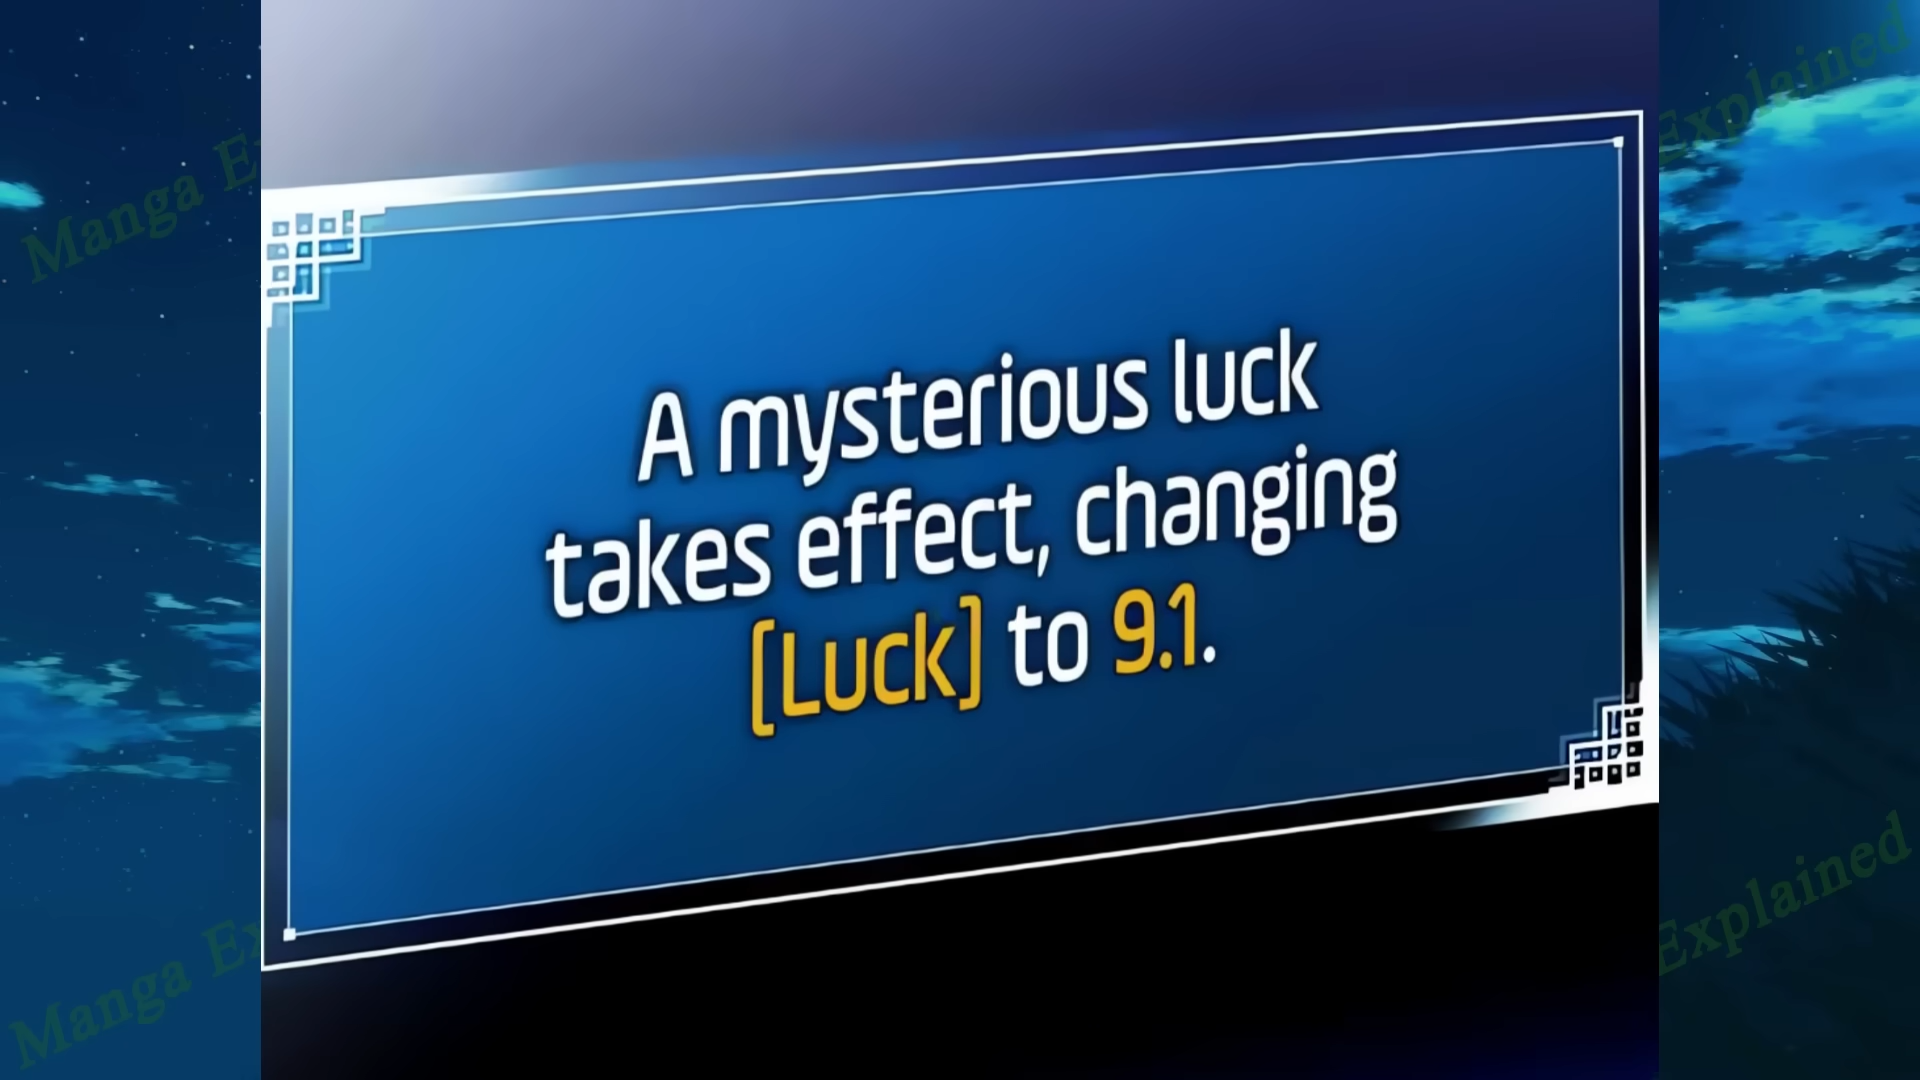 A mysterious luck
takes effect, changing
[Luck] to 9.1.
Manga Ex
Explained
Manga Ex
Explained